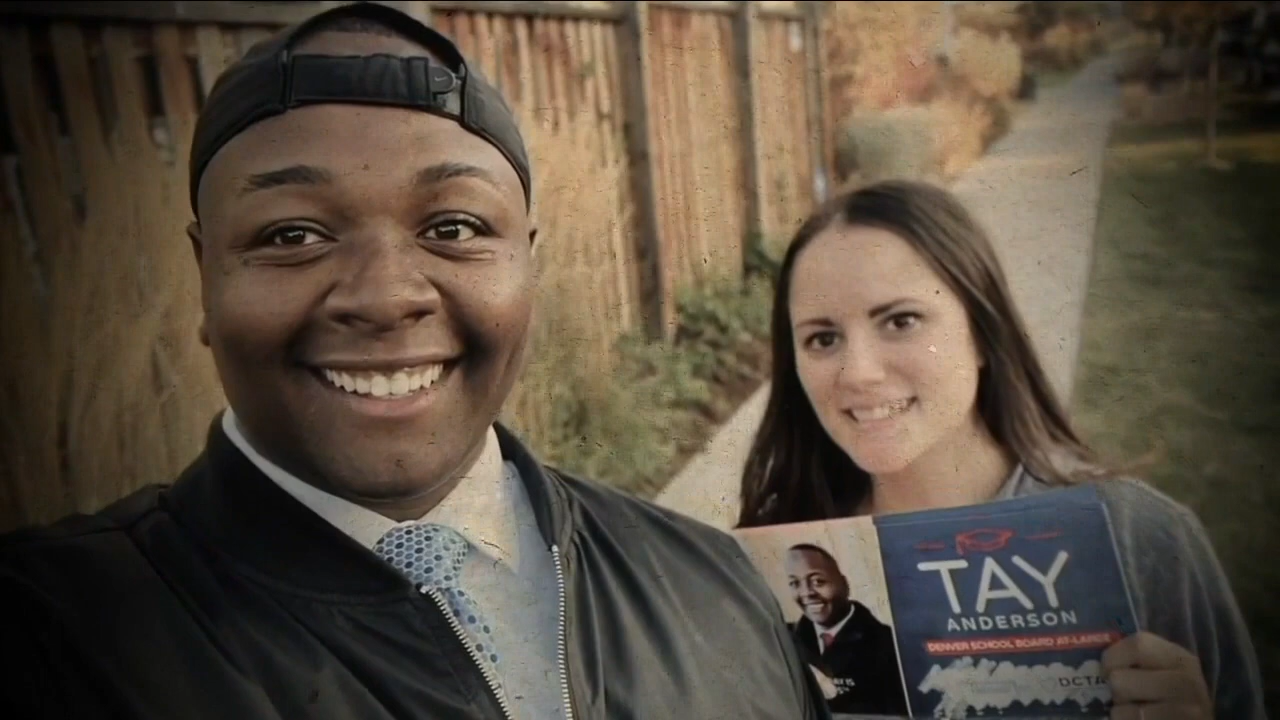 TAY
ANDERSON
DENVER SCHOOL BOARD AT-LARGE
DCTA